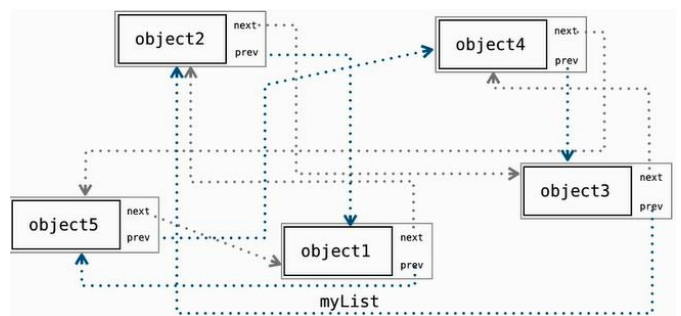 object2
next
prev
object4
next
prev
object3
next
prev
object5
next
prev
object1
next
prev
myList